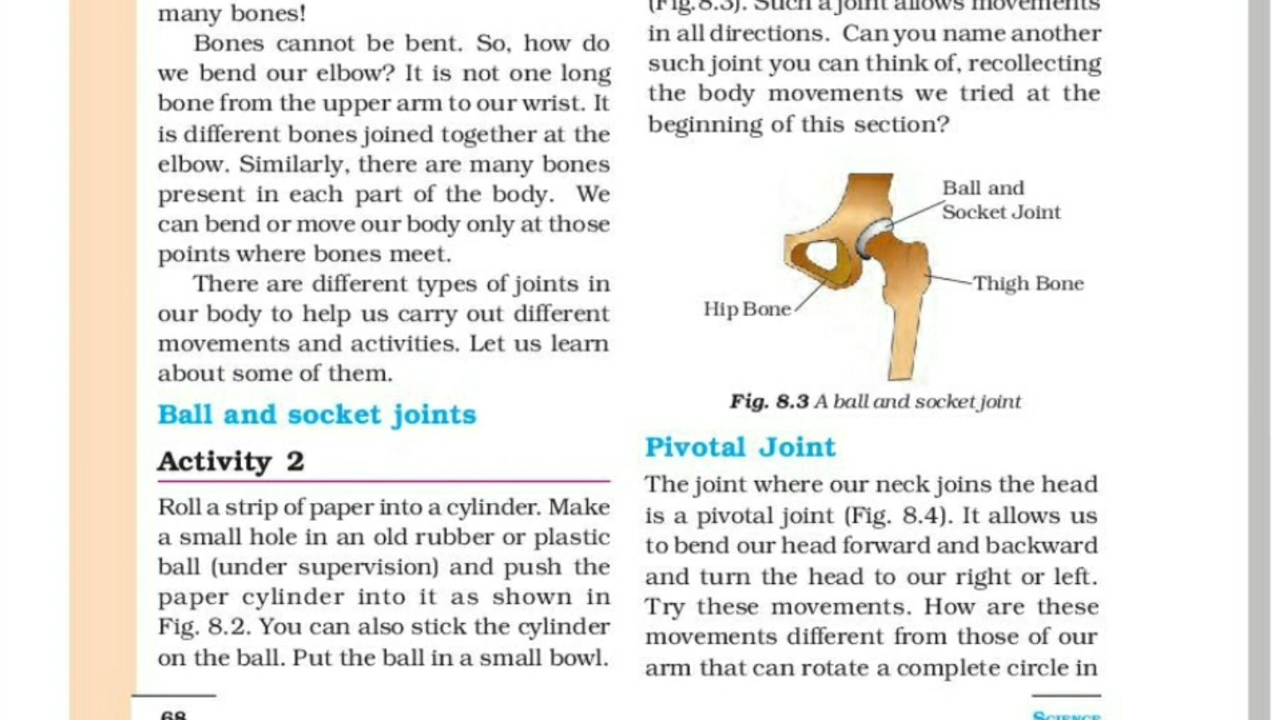 many bones!
Bones cannot be bent. So, how do
we bend our elbow? It is not one long
bone from the upper arm to our wrist. It
is different bones joined together at the
elbow. Similarly, there are many bones
present in each part of the body. We
can bend or move our body only at those
points where bones meet.
There are different types of joints in
our body to help us carry out different
movements and activities. Let us learn
about some of them.
Ball and socket joints
Activity 2
Roll a strip of paper into a cylinder. Make
a small hole in an old rubber or plastic
ball (under supervision) and push the
paper cylinder into it as shown in
Fig. 8.2. You can also stick the cylinder
on the ball. Put the ball in a small bowl.
68
(Fig.8.3). Such a joint allows movements
in all directions. Can you name another
such joint you can think of, recollecting
the body movements we tried at the
beginning of this section?
Ball and
Socket Joint
Thigh Bone
Hip Bone
Fig. 8.3 A ball and socket joint
Pivotal Joint
The joint where our neck joins the head
is a pivotal joint (Fig. 8.4). It allows us
to bend our head forward and backward
and turn the head to our right or left.
Try these movements. How are these
movements different from those of our
arm that can rotate a complete circle in
SCIENCE